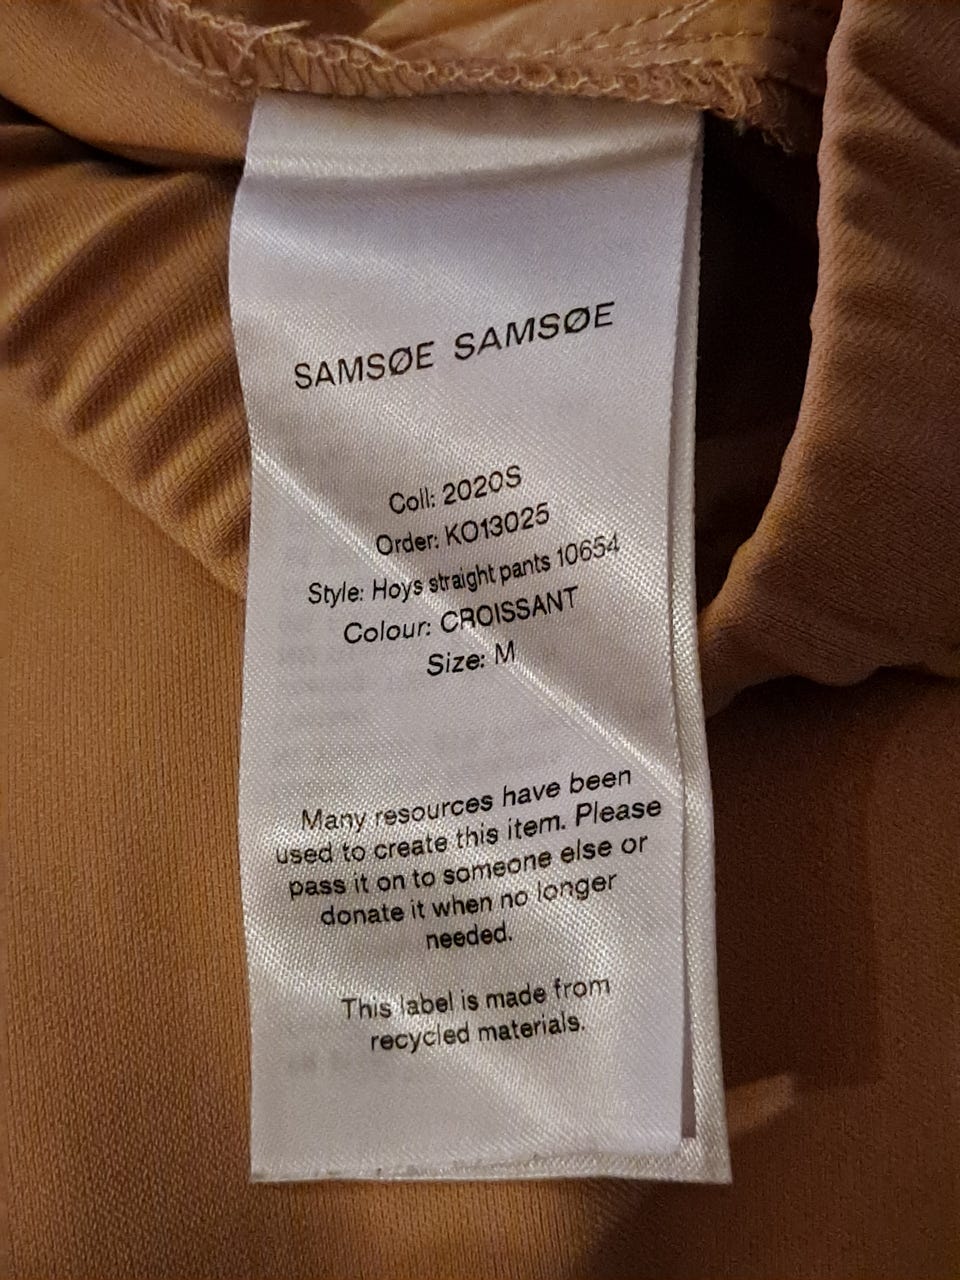 SAMSØE SAMSØE
Coll: 2020S
Order: KO13025
Style: Hoys straight pants 10654
Colour: CROISSANT
Size: M
Many resources have been
used to create this item. Please
pass it on to someone else or
donate it when no longer
needed.
This label is made from
recycled materials.